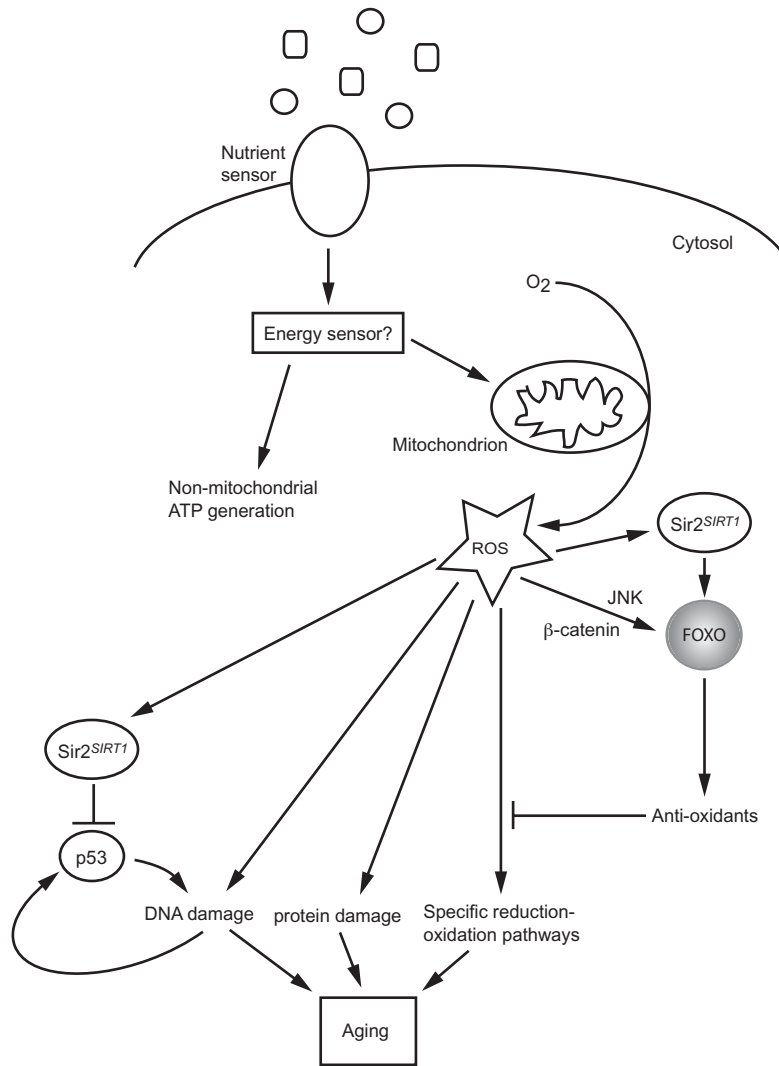 Nutrient
sensor
Cytosol
O2
Energy sensor?
Mitochondrion
Non-mitochondrial
ATP generation
ROS
Sir2SIRT1
JNK
β-catenin
FOXO
Sir2SIRT1
Anti-oxidants
p53
DNA damage
protein damage
Specific reduction-
oxidation pathways
Aging